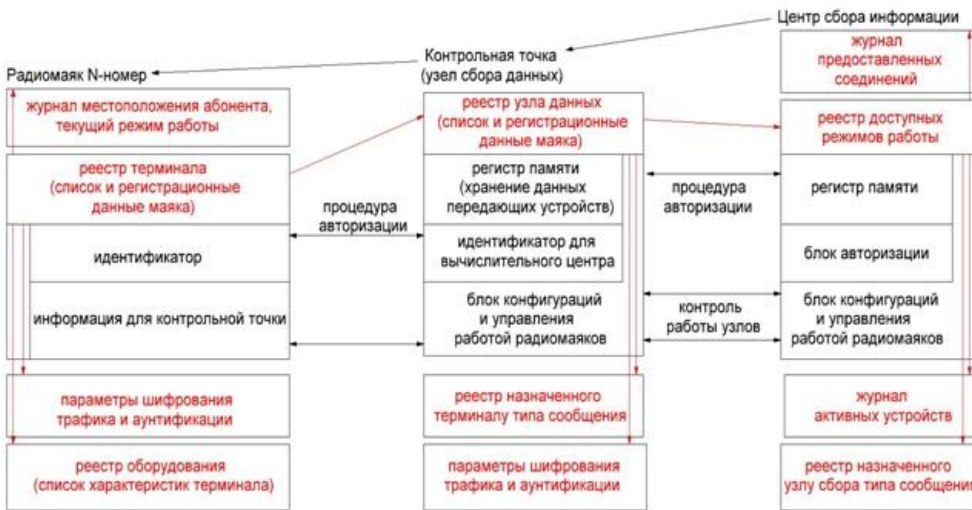 Центр сбора информации
Контрольная точка
(узел сбора данных)
Радиомаяк N-номер
журнал местоположения абонента,
текущий режим работы
реестр терминала
(список и регистрационные
данные маяка)
идентификатор
информация для контрольной точки
параметры шифрования
трафика и аунтификации
реестр оборудования
(список характеристик терминала)
процедура
авторизации
реестр узла данных
(список и регистрационные
данные маяка)
регистр памяти
(хранение данных
передающих устройств)
идентификатор для
вычислительного центра
блок конфигураций
и управления
работой радиомаяков
реестр назначенного
терминалу типа сообщения
параметры шифрования
трафика и аунтификации
процедура
авторизации
контроль
работы узлов
журнал
предоставленных
соединений
реестр доступных
режимов работы
регистр памяти
блок авторизации
блок конфигураций
и управления
работой радиомаяков
журнал
активных устройств
реестр назначенного
узлу сбора типа сообщения